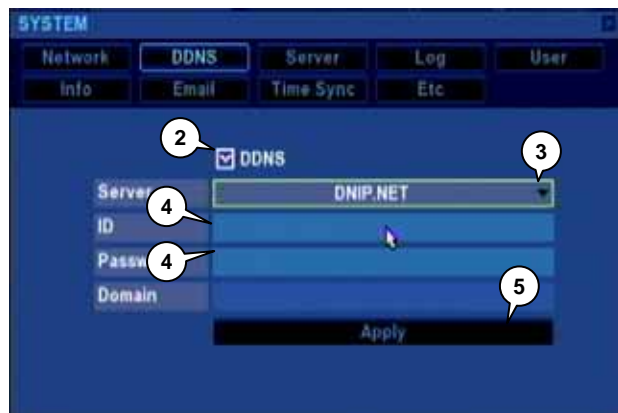 SYSTEM
Network DDNS Server Log User
Info Email Time Sync Etc
2 DDNS 3
Server DNIP.NET
4 ID
4 Passw
Domain 5
Apply